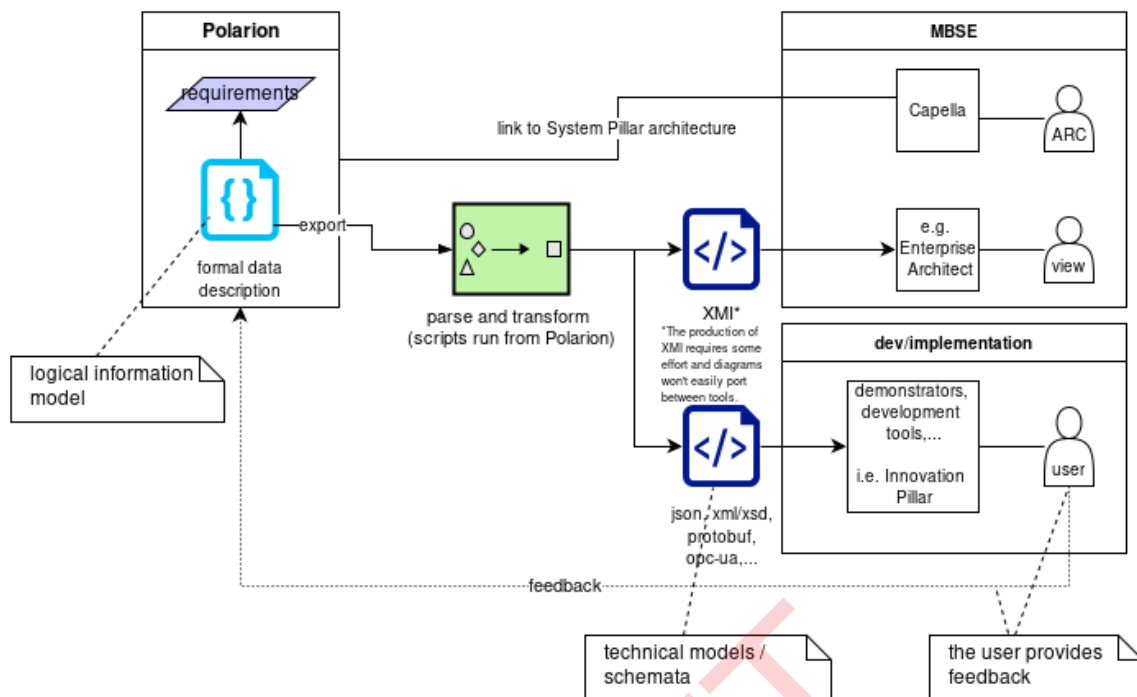 Polarion
MBSE
requirements
Capella
ARC
link to System Pillar architecture
{}
export
formal data
description
logical information
model
parse and transform
(scripts run from Polarion)
</>
XMI*
*The production of
XMI requires some
effort and diagrams
won't easily port
between tools.
e.g.
Enterprise
Architect
view
dev/implementation
demonstrators,
development
tools,...
i.e. Innovation
Pillar
user
</>
json, xml/xsd,
protobuf,
opc-ua,...
feedback
technical models /
schemata
the user provides
feedback